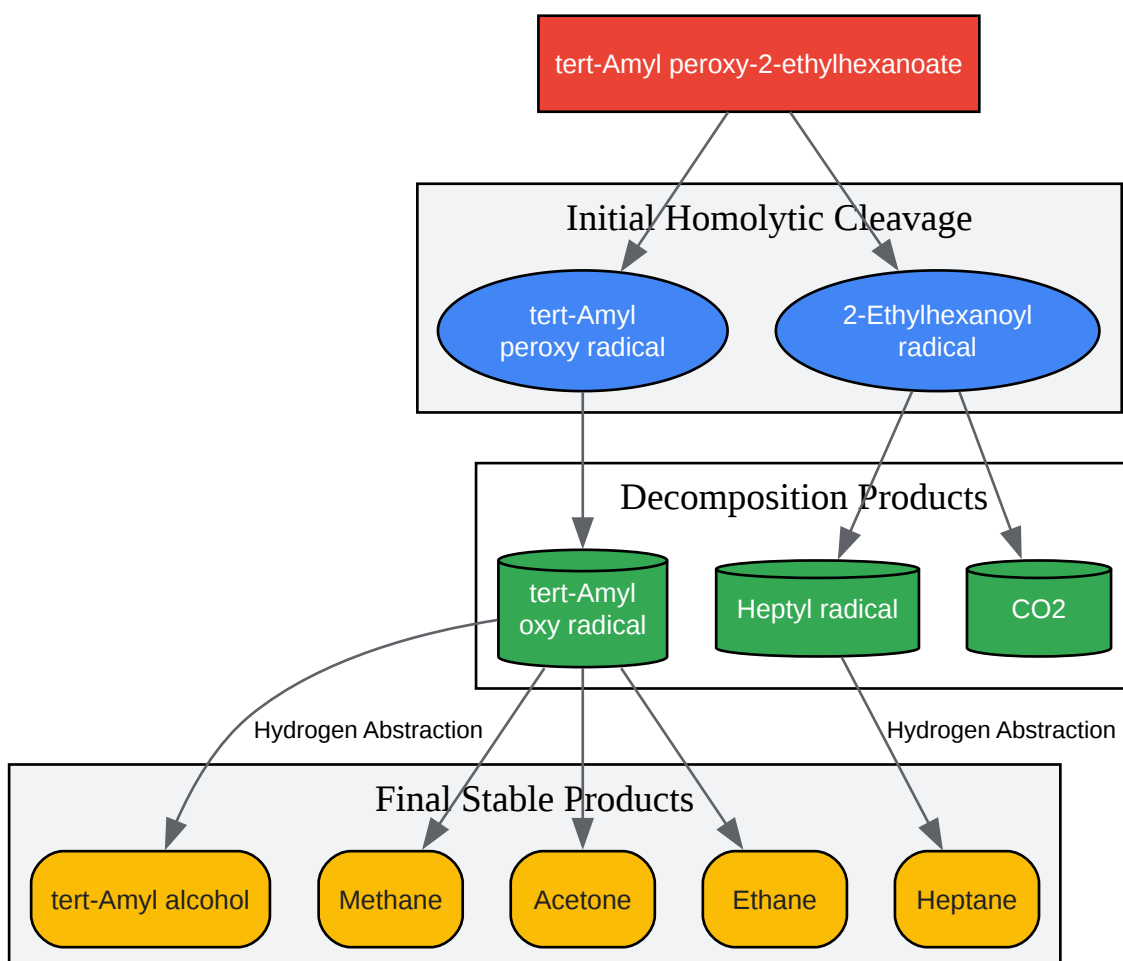 tert-Amyl peroxy-2-ethylhexanoate
Initial Homolytic Cleavage
tert-Amyl
peroxy radical
2-Ethylhexanoyl
radical
Decomposition Products
tert-Amyl
oxy radical
Heptyl radical
CO2
Hydrogen Abstraction
Hydrogen Abstraction
Final Stable Products
tert-Amyl alcohol
Methane
Acetone
Ethane
Heptane